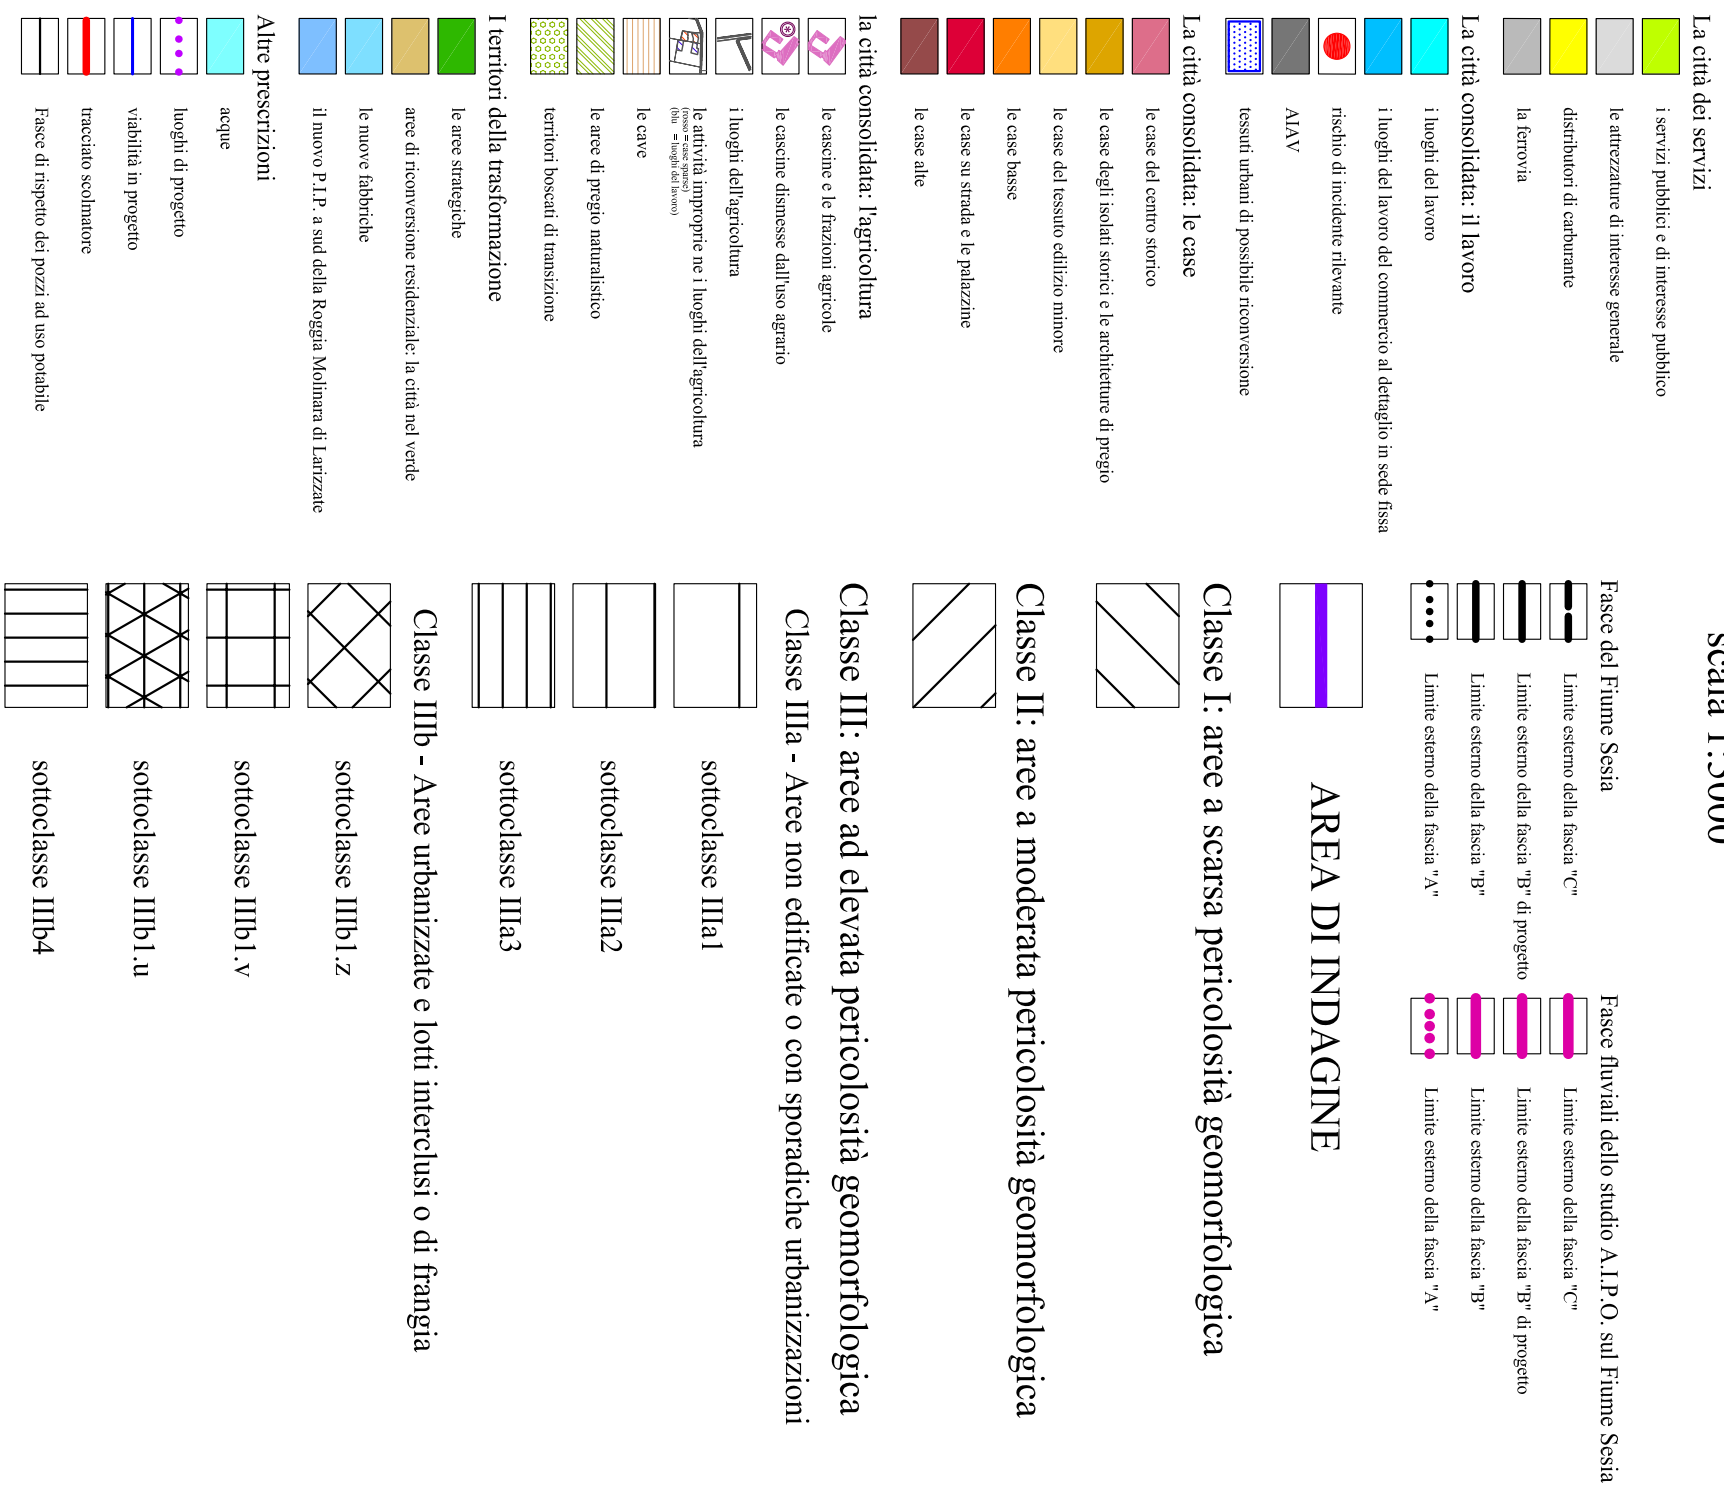 scala 1:5000
La città dei servizi
i servizi pubblici e di interesse pubblico
le attrezzature di interesse generale
distributori di carburante
la ferrovia
La città consolidata: il lavoro
i luoghi del lavoro
i luoghi del lavoro del commercio al dettaglio in sede fissa
rischio di incidente rilevante
AIAV
tessuti urbani di possibile riconversione
La città consolidata: le case
le case del centro storico
le case degli isolati storici e le architetture di pregio
le case del tessuto edilizio minore
le case basse
le case su strada e le palazzine
le case alte
la città consolidata: l'agricoltura
le cascine e le frazioni agricole
le cascine dismesse dall'uso agrario
i luoghi dell'agricoltura
le attività improprie ne i luoghi dell'agricoltura
(rosso = case sparse)
(blu = luoghi del lavoro)
le cave
le aree di pregio naturalistico
territori boscati di transizione
I territori della trasformazione
le aree strategiche
aree di riconversione residenziale: la città nel verde
le nuove fabbriche
il nuovo P.I.P. a sud della Roggia Molinara di Larizzate
Altre prescrizioni
acque
luoghi di progetto
viabilità in progetto
tracciato scolmatore
Fasce di rispetto dei pozzi ad uso potabile
Fasce del Fiume Sesia
Limite esterno della fascia "C"
Limite esterno della fascia "B" di progetto
Limite esterno della fascia "B"
Limite esterno della fascia "A"
Fasce fluviali dello studio A.I.P.O. sul Fiume Sesia
Limite esterno della fascia "C"
Limite esterno della fascia "B" di progetto
Limite esterno della fascia "B"
Limite esterno della fascia "A"
AREA DI INDAGINE
Classe I: aree a scarsa pericolosità geomorfologica
Classe II: aree a moderata pericolosità geomorfologica
Classe III: aree ad elevata pericolosità geomorfologica
Classe IIIa - Aree non edificate o con sporadiche urbanizzazioni
sottoclasse IIIa1
sottoclasse IIIa2
sottoclasse IIIa3
Classe IIIb - Aree urbanizzate e lotti interclusi o di frangia
sottoclasse IIIb1.z
sottoclasse IIIb1.v
sottoclasse IIIb1.u
sottoclasse IIIb4